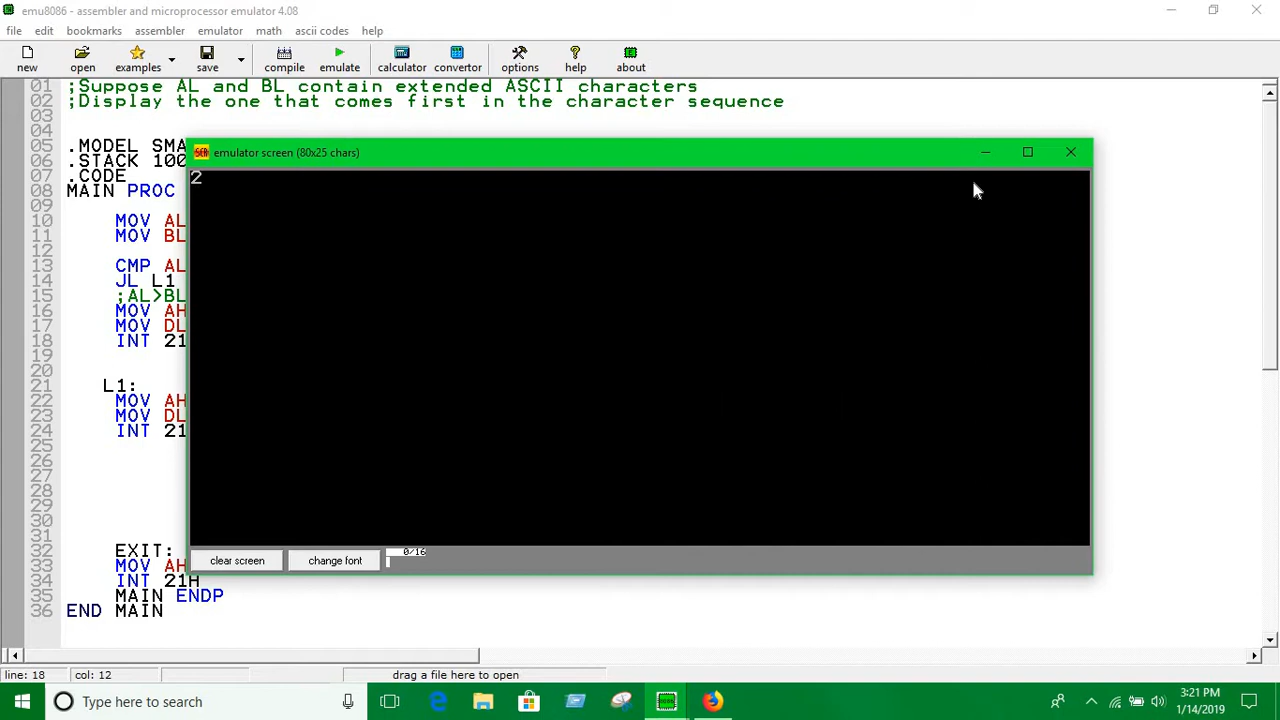 emu8086 - assembler and microprocessor emulator 4.08
file edit bookmarks assembler emulator math ascii codes help
new open examples save compile emulate calculator convertor options help about
01 ;Suppose AL and BL contain extended ASCII characters
02 ;Display the one that comes first in the character sequence
03
04
05 .MODEL SMA
06 .STACK 100
07 .CODE
08 MAIN PROC
09
10 MOV AL
11 MOV BL
12
13 CMP AL
14 JL L1
15 ;AL>BL
16 MOV AH
17 MOV DL
18 INT 21
19
20
21 L1:
22 MOV AH
23 MOV DL
24 INT 21
25
26
27
28
29
30
31
32 EXIT:
33 MOV AH
34 INT 21H
35 MAIN ENDP
36 END MAIN
SCR emulator screen (80x25 chars)
2
clear screen change font 0/16
line: 18 col: 12 drag a file here to open
Type here to search
3:21 PM
1/14/2019